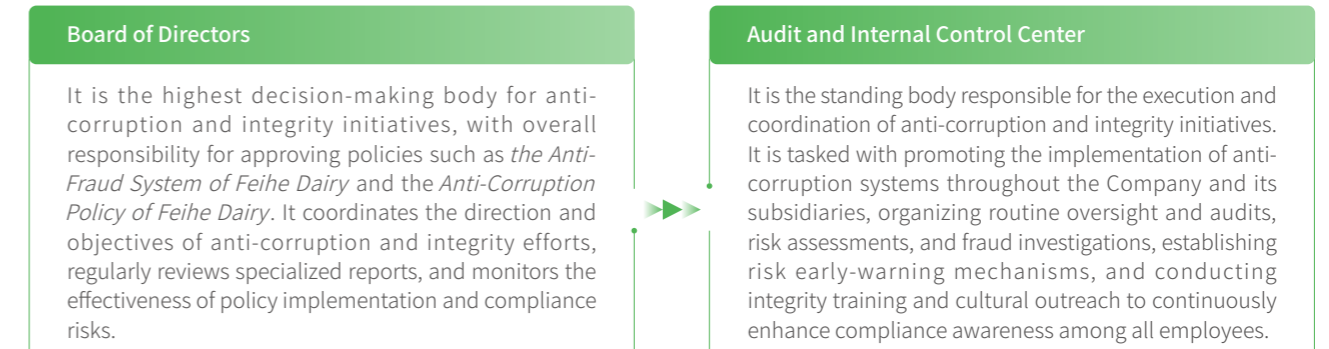 Board of Directors
It is the highest decision-making body for anti-
corruption and integrity initiatives, with overall
responsibility for approving policies such as the Anti-
Fraud System of Feihe Dairy and the Anti-Corruption
Policy of Feihe Dairy. It coordinates the direction and
objectives of anti-corruption and integrity efforts,
regularly reviews specialized reports, and monitors the
effectiveness of policy implementation and compliance
risks.
Audit and Internal Control Center
It is the standing body responsible for the execution and
coordination of anti-corruption and integrity initiatives.
It is tasked with promoting the implementation of anti-
corruption systems throughout the Company and its
subsidiaries, organizing routine oversight and audits,
risk assessments, and fraud investigations, establishing
risk early-warning mechanisms, and conducting
integrity training and cultural outreach to continuously
enhance compliance awareness among all employees.